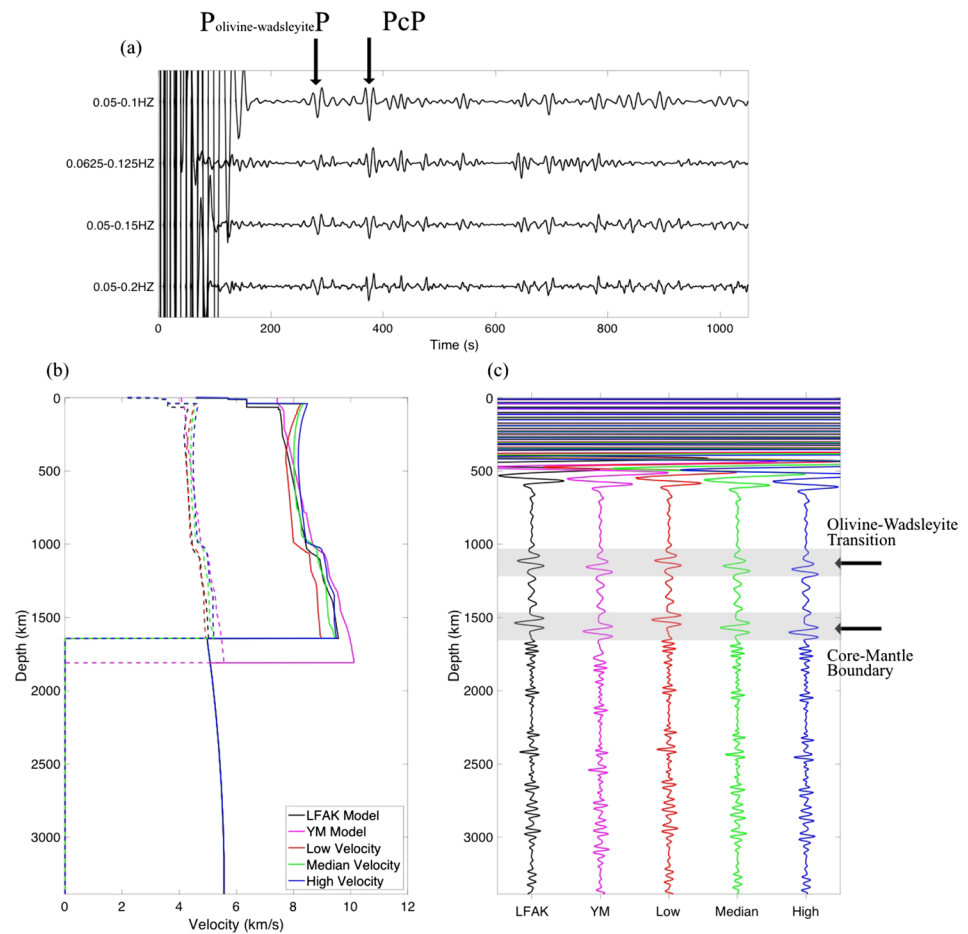 Polivine-wadsleyiteP PcP
(a)
0.05-0.1HZ
0.0625-0.125HZ
0.05-0.15HZ
0.05-0.2HZ
0 200 400 600 800 1000
Time (s)
(b)
0
500
1000
1500
2000
2500
3000
Depth (km)
LFAK Model
YM Model
Low Velocity
Median Velocity
High Velocity
0 2 4 6 8 10 12
Velocity (km/s)
(c)
0
500
1000
1500
2000
2500
3000
Depth (km)
Olivine-Wadsleyite
Transition
Core-Mantle
Boundary
LFAK YM Low Median High